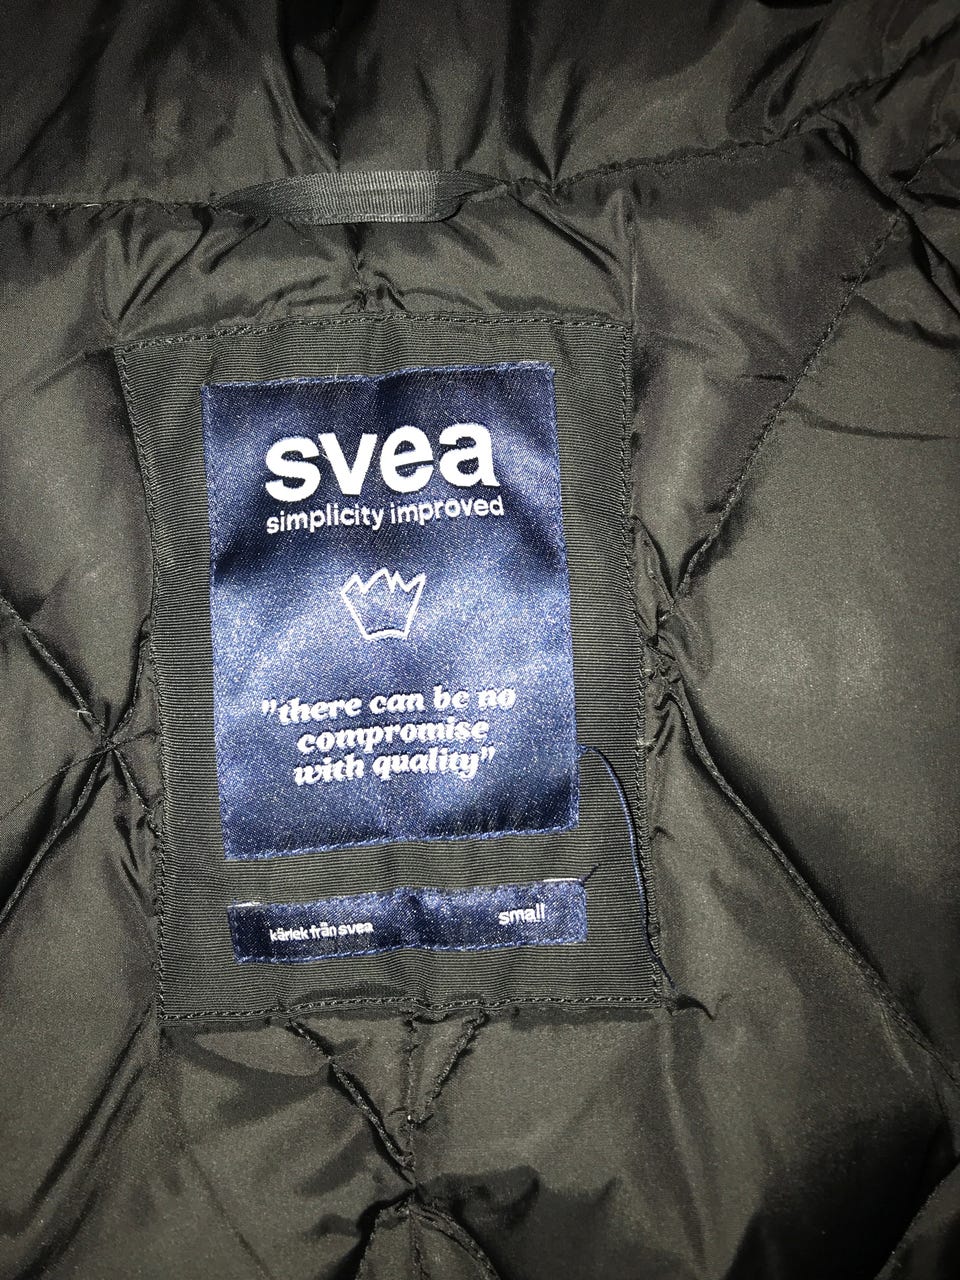 svea
simplicity improved
"there can be no
compromise
with quality"
kärlek från svea
small